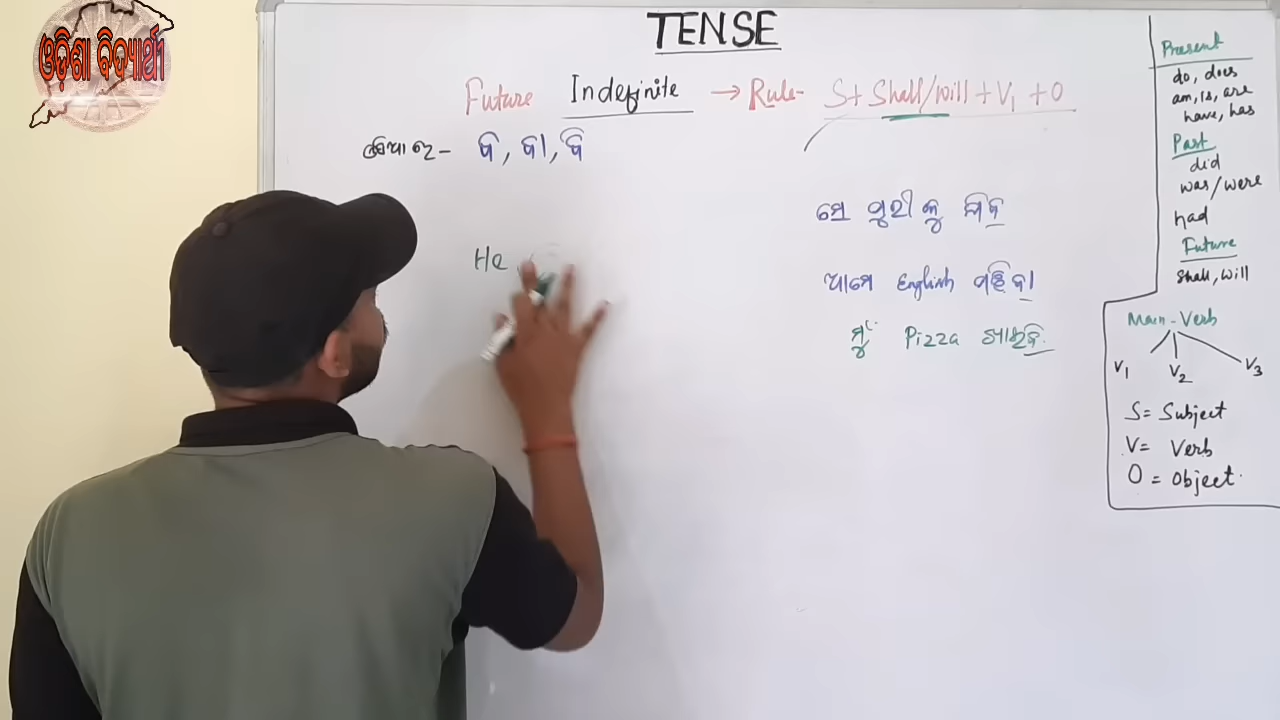 ଓଡ଼ିଶା ବିଦ୍ୟାର୍ଥୀ
TENSE
Future Indefinite → Rule- S+ Shall/will + V₁ + O
ବ, ବା, ବି
He
ସେ ପୁରୀ କୁ ଯିବ
ଆମେ English ପଢ଼ିବା
ମୁଁ Pizza ଖାଇବି
Present
do, does
am, is, are
have, has
Past
did
was/were
had
Future
Shall, will
Main-Verb
V₁ V₂ V₃
S= Subject
V= Verb
O = Object